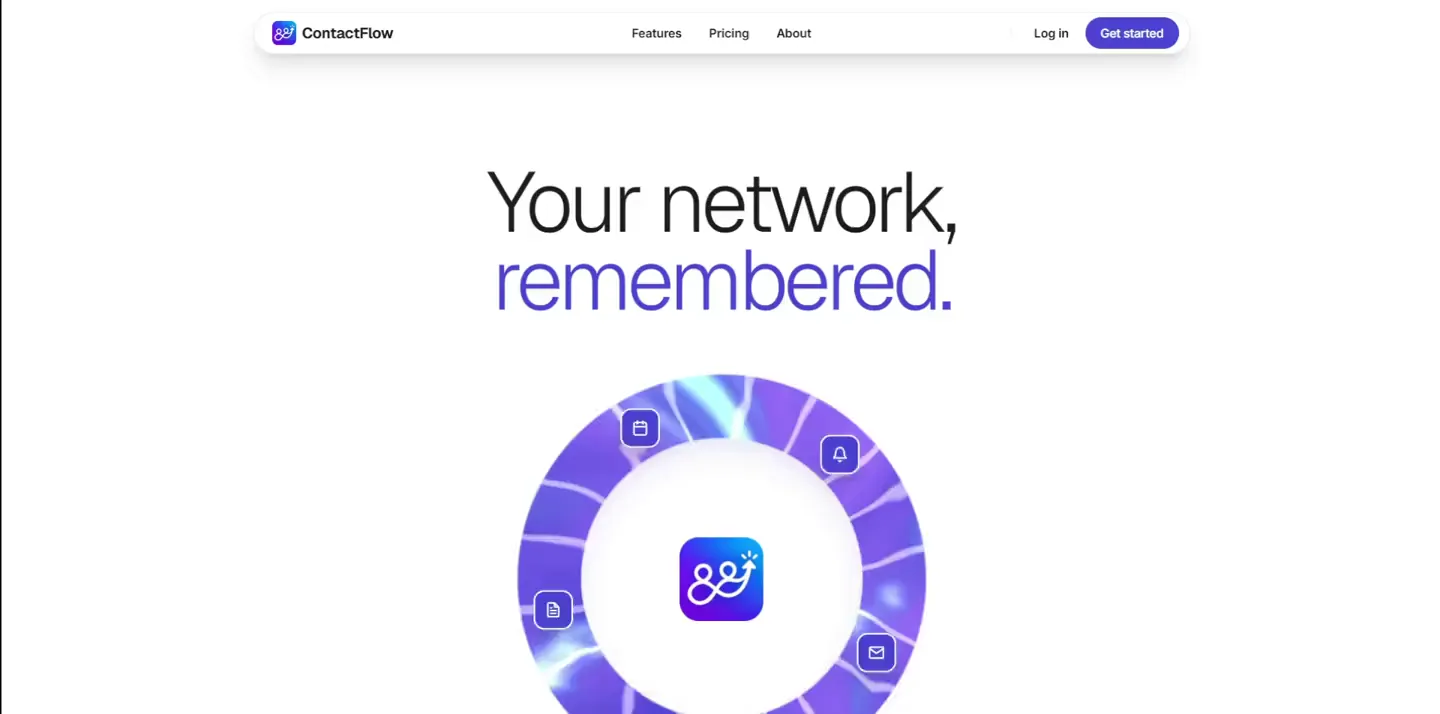 ContactFlow
Features
Pricing
About
Log in
Get started
Your network,
remembered.